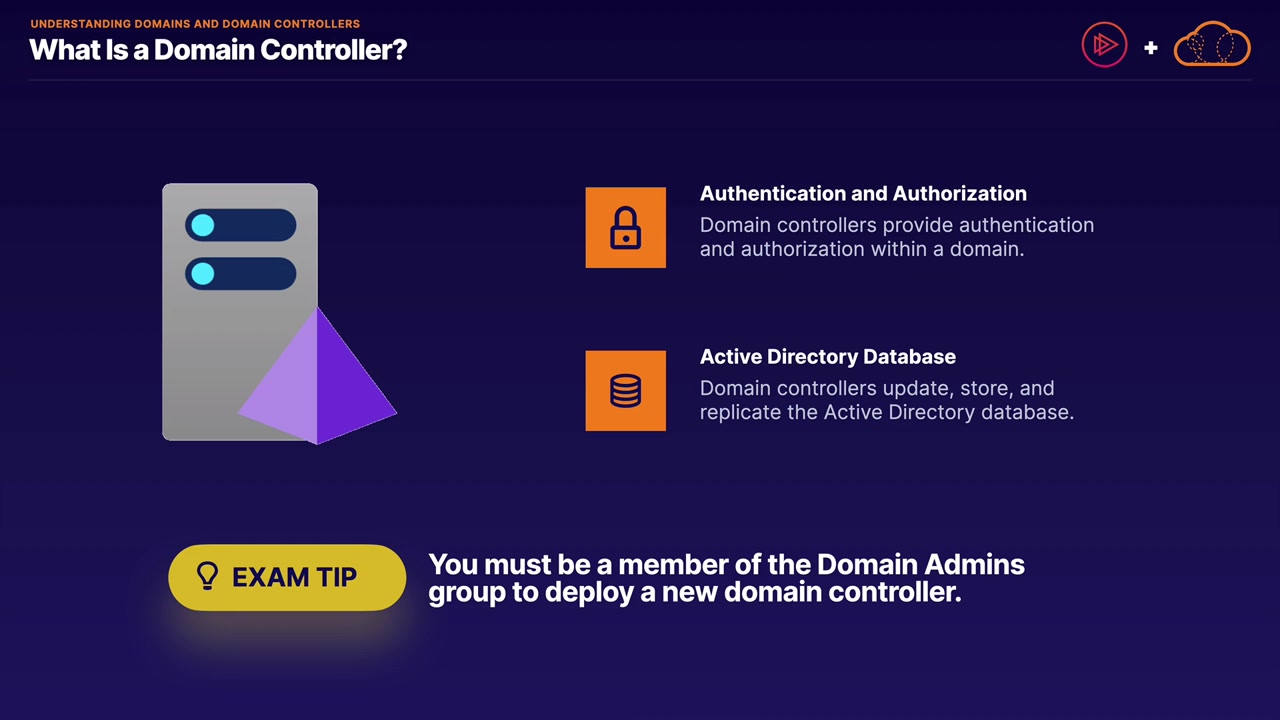 UNDERSTANDING DOMAINS AND DOMAIN CONTROLLERS
What Is a Domain Controller?
+
Authentication and Authorization
Domain controllers provide authentication
and authorization within a domain.
Active Directory Database
Domain controllers update, store, and
replicate the Active Directory database.
EXAM TIP
You must be a member of the Domain Admins
group to deploy a new domain controller.